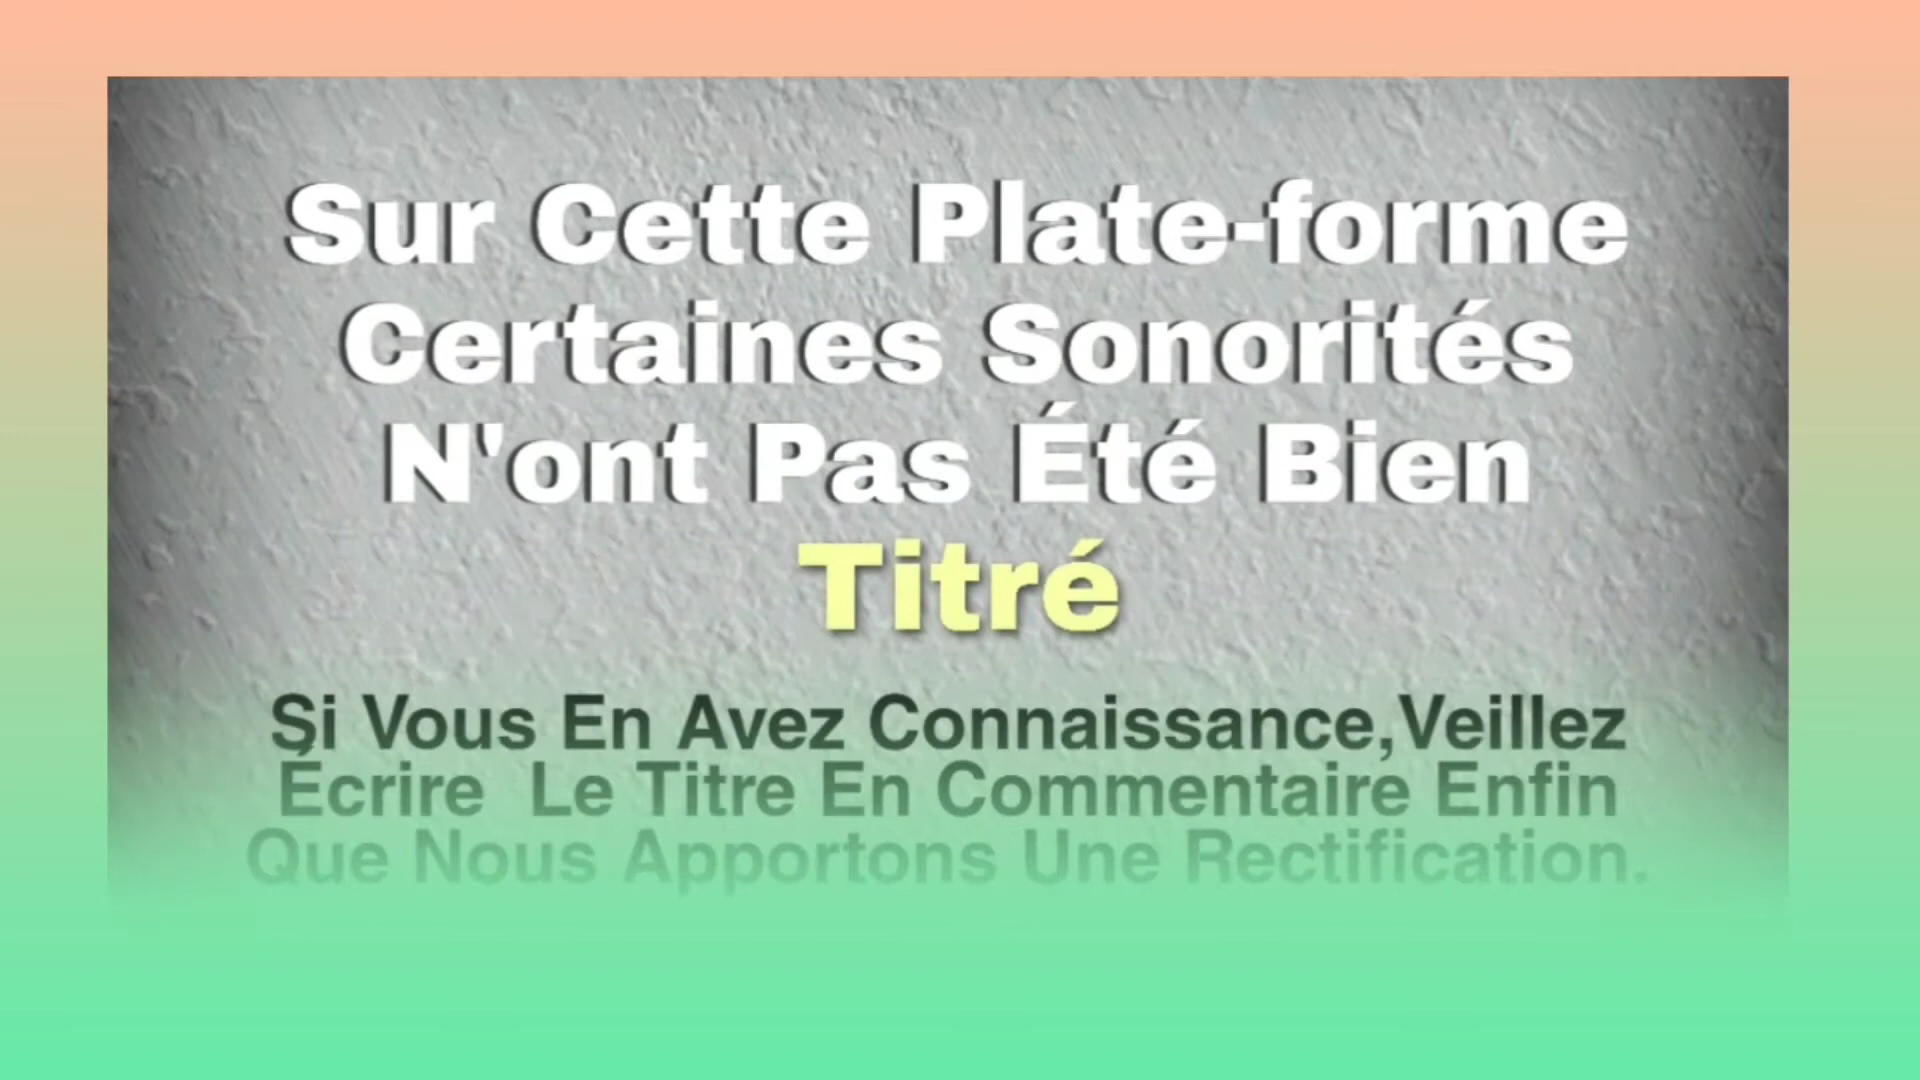 Sur Cette Plate-forme
Certaines Sonorités
N'ont Pas Été Bien
Titré
Si Vous En Avez Connaissance,Veillez
Écrire  Le Titre En Commentaire Enfin
Que Nous Apportons Une Rectification.